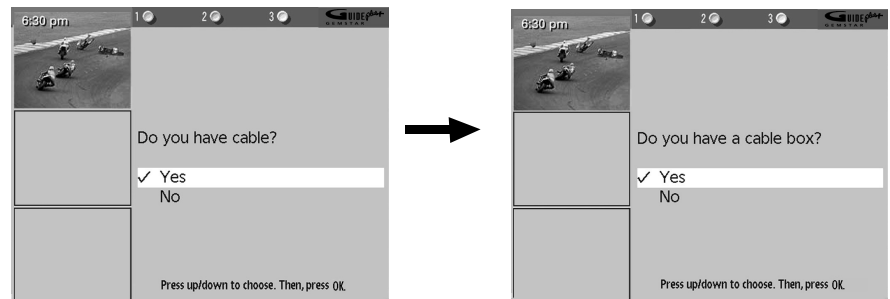 6:30 pm
1 2 3 GUIDE plus+
GEMSTAR
Do you have cable?
✓ Yes
No
Press up/down to choose. Then, press OK.
6:30 pm
1 2 3 GUIDE plus+
GEMSTAR
Do you have a cable box?
✓ Yes
No
Press up/down to choose. Then, press OK.